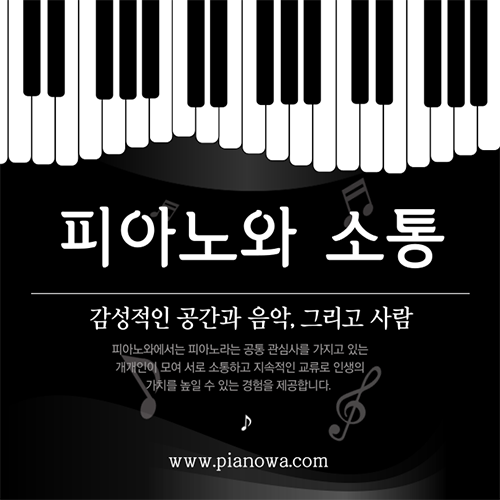 피아노와 소통
감성적인 공간과 음악, 그리고 사람
피아노와에서는 피아노라는 공통 관심사를 가지고 있는
개개인이 모여 서로 소통하고 지속적인 교류로 인생의
가치를 높일 수 있는 경험을 제공합니다.
www.pianowa.com